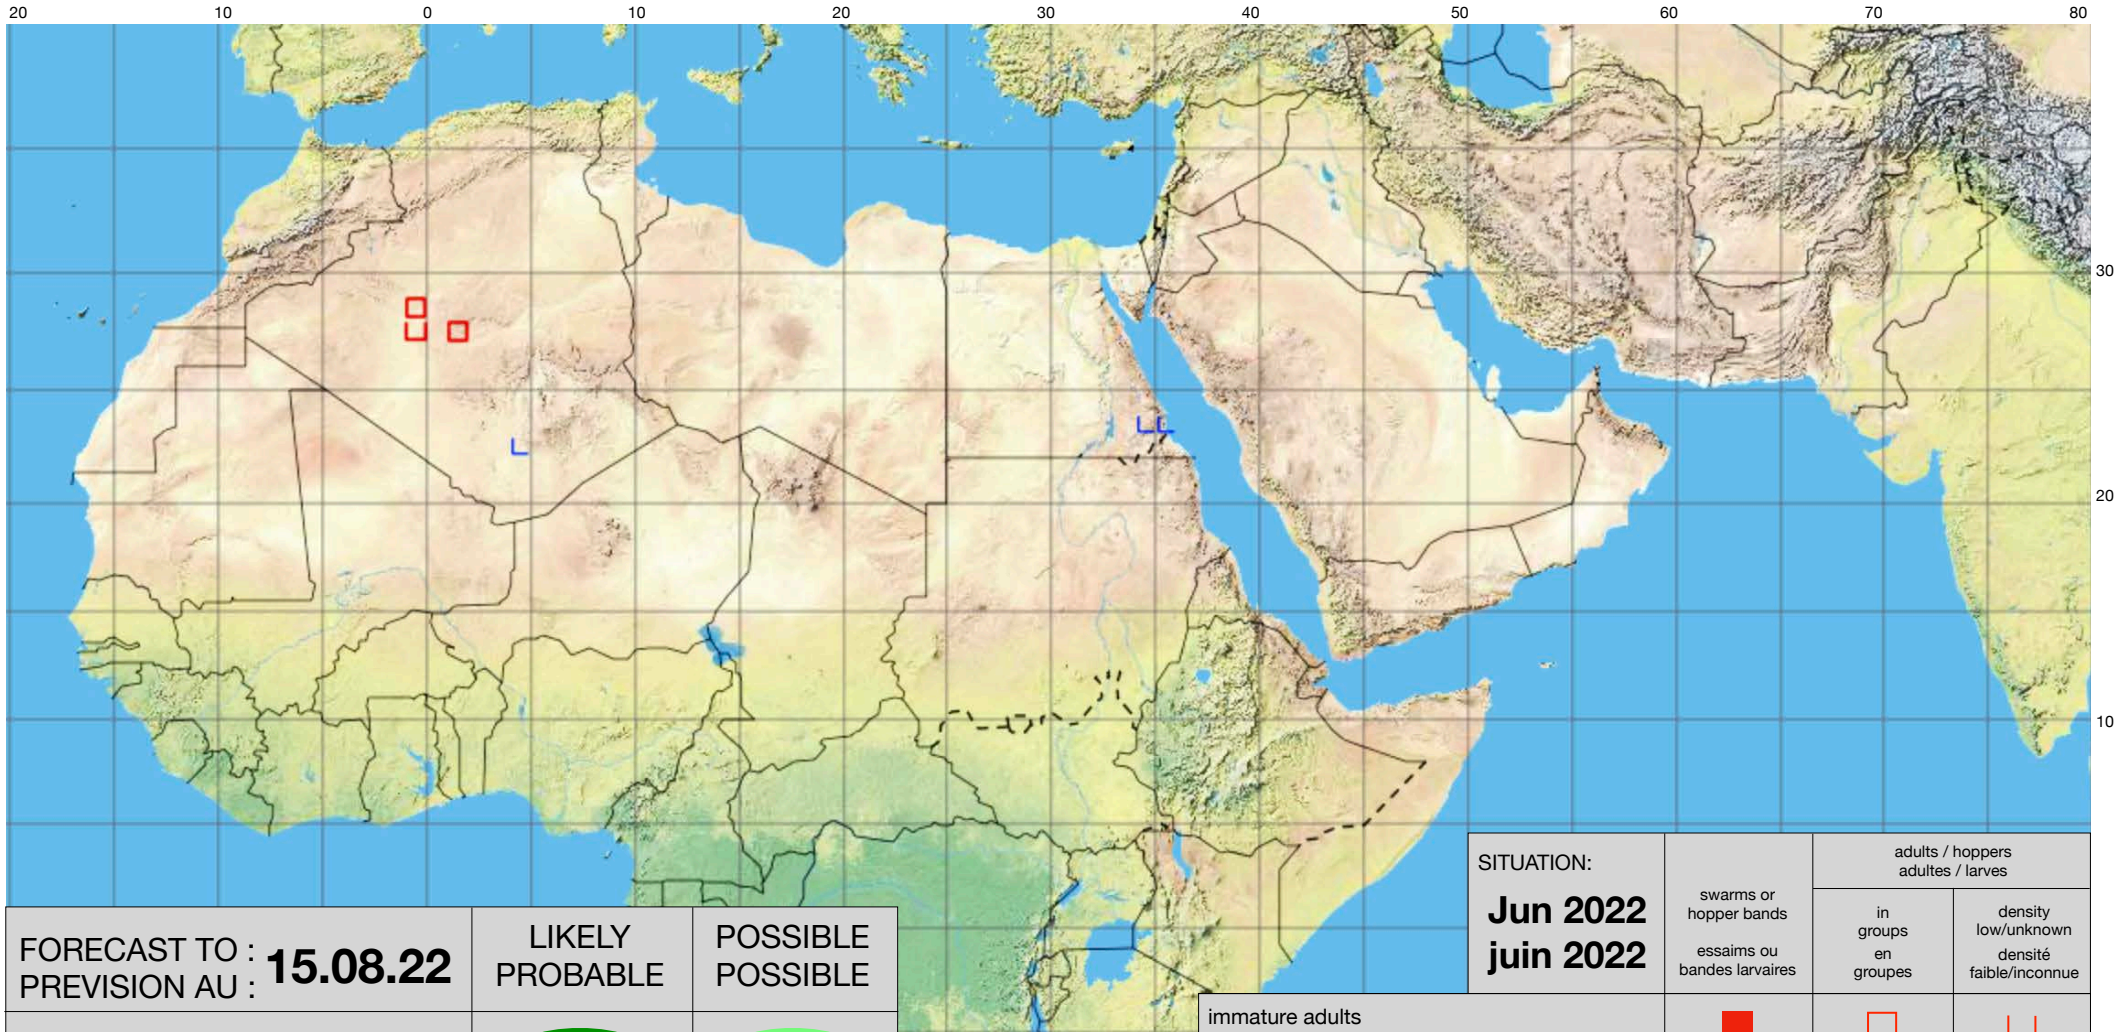 20 10 0 10 20 30 40 50 60 70 80
30
20
10
FORECAST TO :
PREVISION AU :
15.08.22
LIKELY
PROBABLE
POSSIBLE
POSSIBLE
SITUATION:
Jun 2022
juin 2022
swarms or
hopper bands
essaims ou
bandes larvaires
adults / hoppers
adultes / larves
in
groups
en
groupes
density
low/unknown
densité
faible/inconnue
immature adults